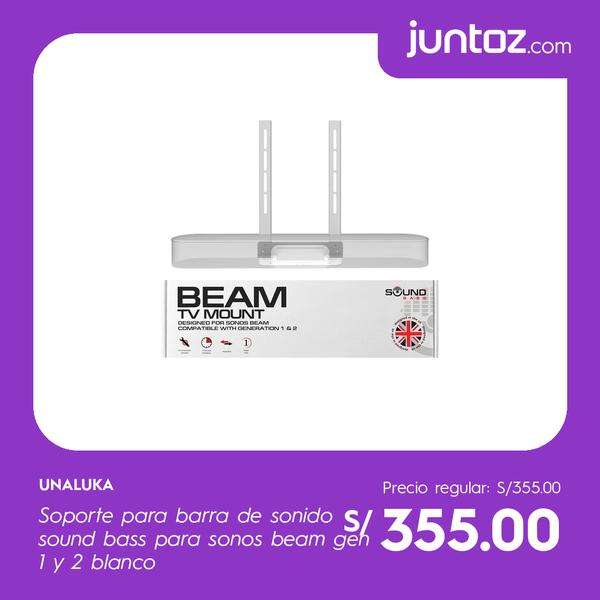 juntoz.com
BEAM
TV MOUNT
DESIGNED FOR SONOS BEAM
COMPATIBLE WITH GENERATION 1 & 2
SOUND
BASS
UNALUKA
Soporte para barra de sonido
sound bass para sonos beam gen
1 y 2 blanco
Precio regular: S/355.00
S/ 355.00